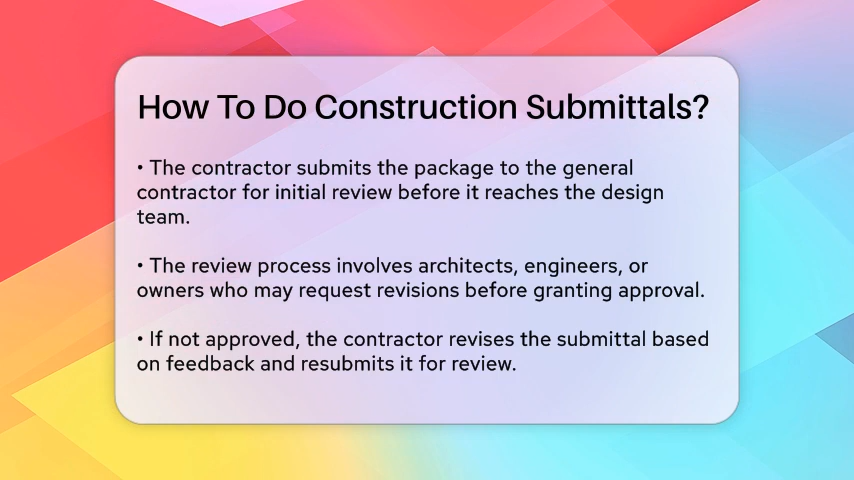 How To Do Construction Submittals?
• The contractor submits the package to the general
contractor for initial review before it reaches the design
team.
• The review process involves architects, engineers, or
owners who may request revisions before granting approval.
• If not approved, the contractor revises the submittal based
on feedback and resubmits it for review.